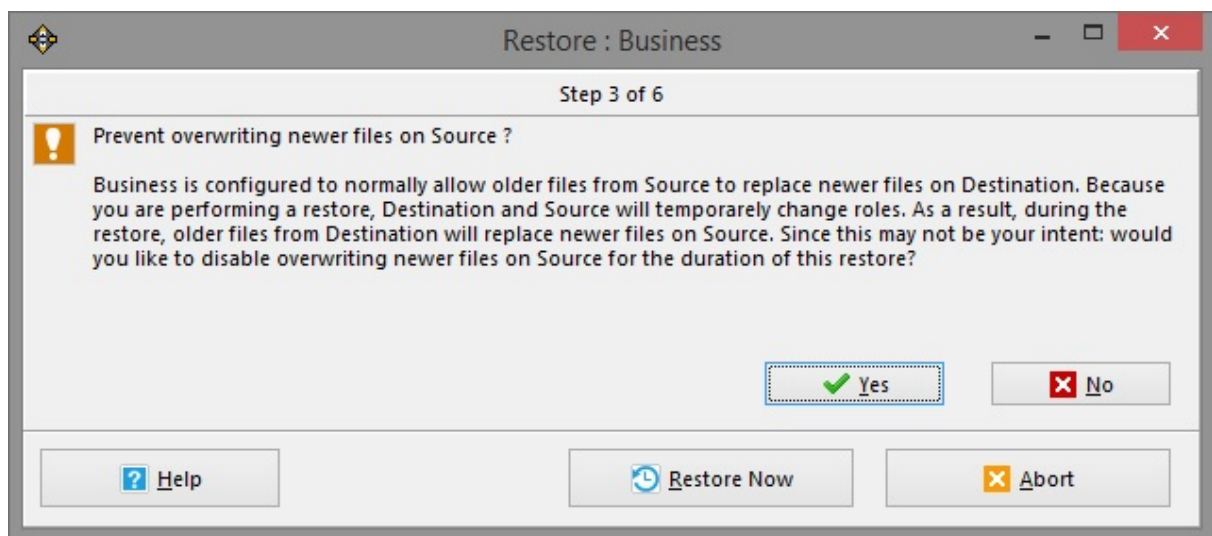 Restore : Business
Step 3 of 6
Prevent overwriting newer files on Source ?
Business is configured to normally allow older files from Source to replace newer files on Destination. Because
you are performing a restore, Destination and Source will temporarely change roles. As a result, during the
restore, older files from Destination will replace newer files on Source. Since this may not be your intent: would
you like to disable overwriting newer files on Source for the duration of this restore?
Yes
No
Help
Restore Now
Abort